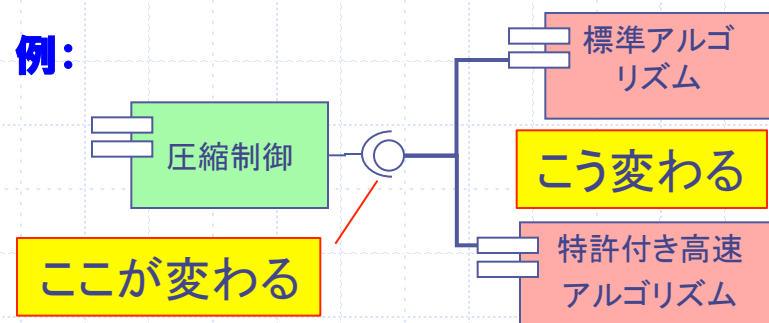 例:
標準アルゴ
リズム
圧縮制御
こう変わる
ここが変わる
特許付き高速
アルゴリズム